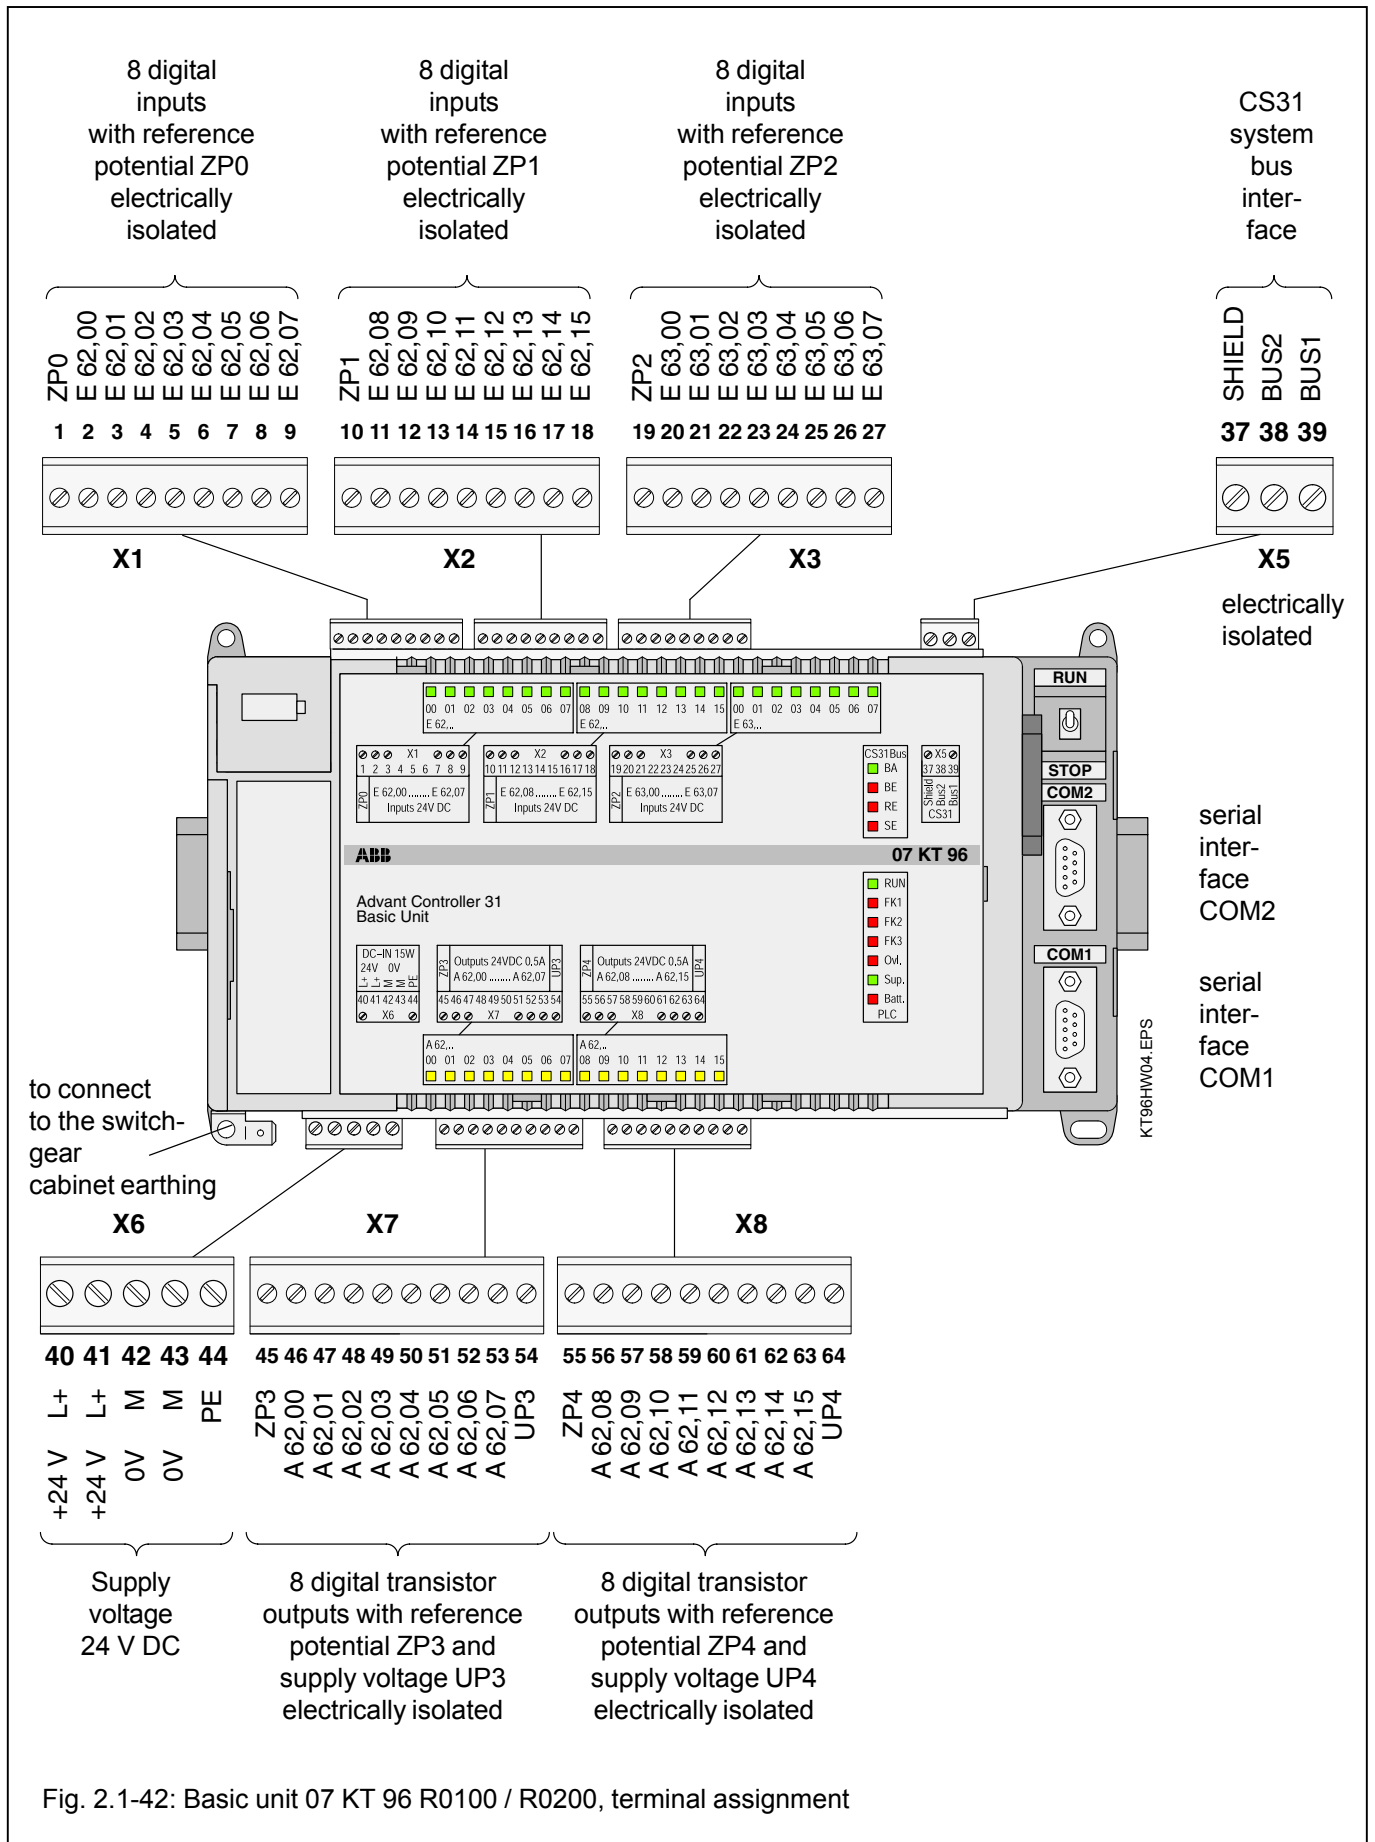 8 digital
inputs
with reference
potential ZP0
electrically
isolated
8 digital
inputs
with reference
potential ZP1
electrically
isolated
8 digital
inputs
with reference
potential ZP2
electrically
isolated
CS31
system
bus
inter-
face
ZP0
E 62,00
E 62,01
E 62,02
E 62,03
E 62,04
E 62,05
E 62,06
E 62,07
ZP1
E 62,08
E 62,09
E 62,10
E 62,11
E 62,12
E 62,13
E 62,14
E 62,15
ZP2
E 63,00
E 63,01
E 63,02
E 63,03
E 63,04
E 63,05
E 63,06
E 63,07
SHIELD
BUS2
BUS1
1 2 3 4 5 6 7 8 9
10 11 12 13 14 15 16 17 18
19 20 21 22 23 24 25 26 27
37 38 39
X1
X2
X3
X5
electrically
isolated
00 01 02 03 04 05 06 07
E 62,..
08 09 10 11 12 13 14 15
E 62,..
00 01 02 03 04 05 06 07
E 63,..
X1
1 2 3 4 5 6 7 8 9
ZP0
E 62,00 ........ E 62,07
Inputs 24V DC
X2
10 11 12 13 14 15 16 17 18
ZP1
E 62,08 ........ E 62,15
Inputs 24V DC
X3
19 20 21 22 23 24 25 26 27
ZP2
E 63,00 ........ E 63,07
Inputs 24V DC
CS31Bus
BA
BE
RE
SE
X5
37 38 39
Shield
Bus2
Bus1
CS31
RUN
STOP
COM2
serial
inter-
face
COM2
ABB
07 KT 96
Advant Controller 31
Basic Unit
RUN
FK1
FK2
FK3
Ovl.
Sup.
Batt.
PLC
DC-IN 15W
24V 0V
L+
L+
M
M
PE
40 41 42 43 44
X6
ZP3
Outputs 24VDC 0,5A
A 62,00 ........ A 62,07
UP3
45 46 47 48 49 50 51 52 53 54
X7
ZP4
Outputs 24VDC 0,5A
A 62,08 ........ A 62,15
UP4
55 56 57 58 59 60 61 62 63 64
X8
A 62,..
00 01 02 03 04 05 06 07
A 62,..
08 09 10 11 12 13 14 15
COM1
serial
inter-
face
COM1
KT96HW04.EPS
to connect
to the switch-
gear
cabinet earthing
X6
X7
X8
40 41 42 43 44
45 46 47 48 49 50 51 52 53 54
55 56 57 58 59 60 61 62 63 64
+24 V L+
+24 V L+
0V M
0V M
PE
ZP3
A 62,00
A 62,01
A 62,02
A 62,03
A 62,04
A 62,05
A 62,06
A 62,07
UP3
ZP4
A 62,08
A 62,09
A 62,10
A 62,11
A 62,12
A 62,13
A 62,14
A 62,15
UP4
Supply
voltage
24 V DC
8 digital transistor
outputs with reference
potential ZP3 and
supply voltage UP3
electrically isolated
8 digital transistor
outputs with reference
potential ZP4 and
supply voltage UP4
electrically isolated
Fig. 2.1-42: Basic unit 07 KT 96 R0100 / R0200, terminal assignment